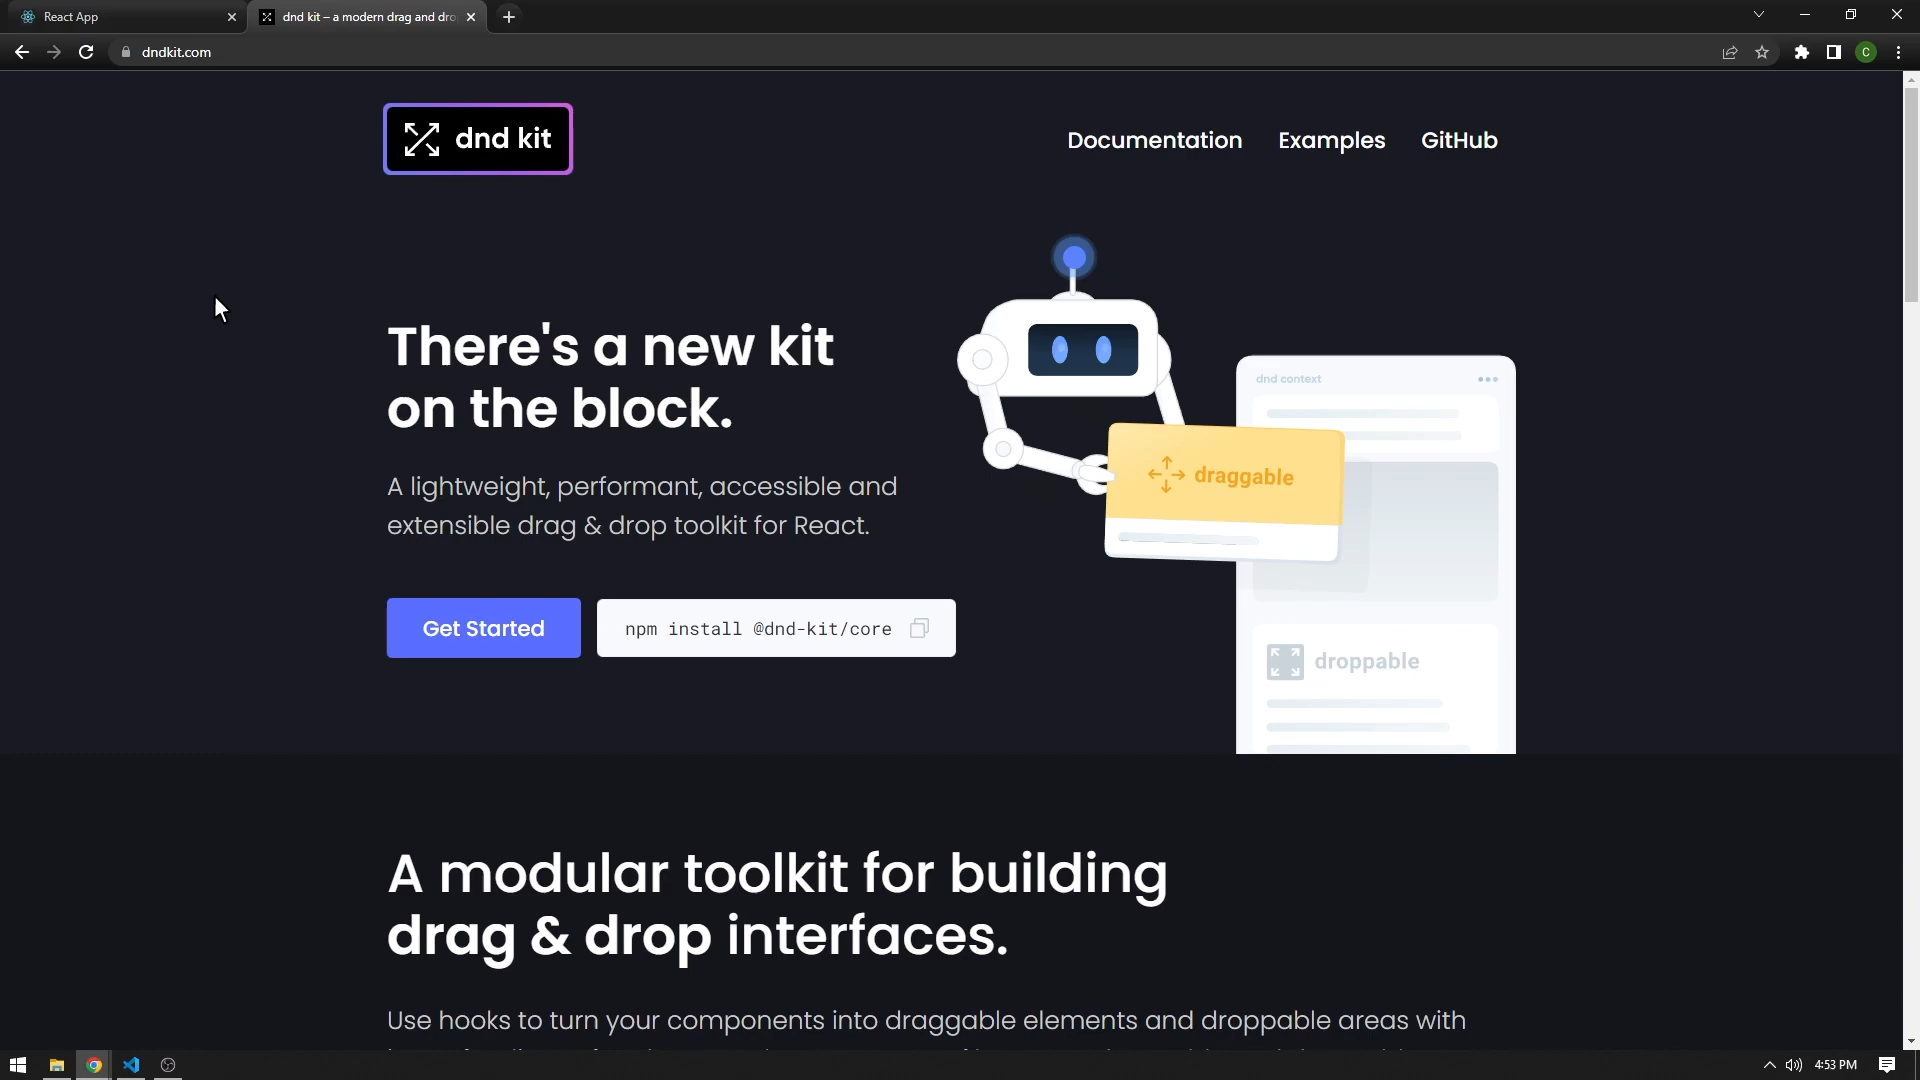 React App
dnd kit – a modern drag and dro
dndkit.com
C
dnd kit
Documentation
Examples
GitHub
There's a new kit
on the block.
A lightweight, performant, accessible and
extensible drag & drop toolkit for React.
Get Started
npm install @dnd-kit/core
dnd context
draggable
droppable
A modular toolkit for building
drag & drop interfaces.
Use hooks to turn your components into draggable elements and droppable areas with
4:53 PM